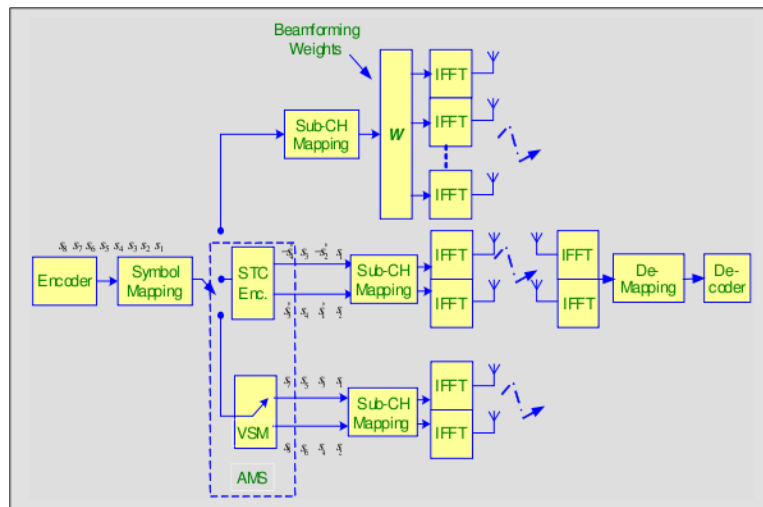 Beamforming
Weights
IFFT
IFFT
Sub-CH
Mapping
W
IFFT
S8 S7 S6 S5 S4 S3 S2 S1
Encoder
Symbol
Mapping
STC
Enc.
Sub-CH
Mapping
IFFT
IFFT
IFFT
IFFT
De-
Mapping
De-
coder
VSM
Sub-CH
Mapping
IFFT
IFFT
AMS